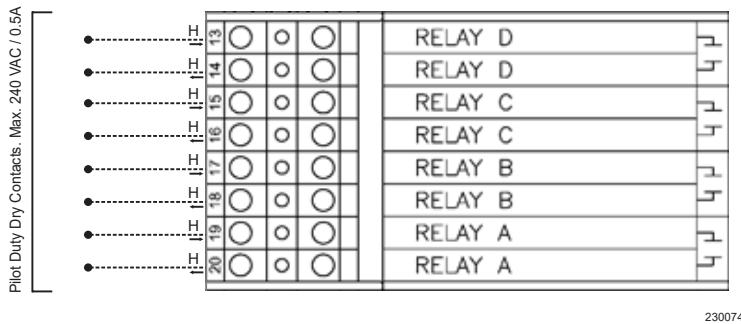 Pilot Duty Dry Contacts. Max. 240 VAC / 0.5A
H 13 RELAY D
H 14 RELAY D
H 15 RELAY C
H 16 RELAY C
H 17 RELAY B
H 18 RELAY B
H 19 RELAY A
H 20 RELAY A
230074